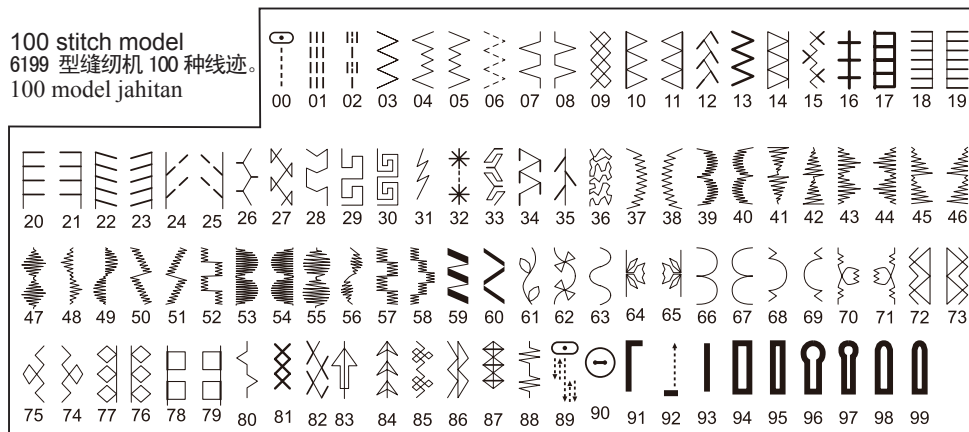 100 stitch model
6199 型缝纫机 100 种线迹。
100 model jahitan
00 01 02 03 04 05 06 07 08 09 10 11 12 13 14 15 16 17 18 19
20 21 22 23 24 25 26 27 28 29 30 31 32 33 34 35 36 37 38 39 40 41 42 43 44 45 46
47 48 49 50 51 52 53 54 55 56 57 58 59 60 61 62 63 64 65 66 67 68 69 70 71 72 73
75 74 77 76 78 79 80 81 82 83 84 85 86 87 88 89 90 91 92 93 94 95 96 97 98 99